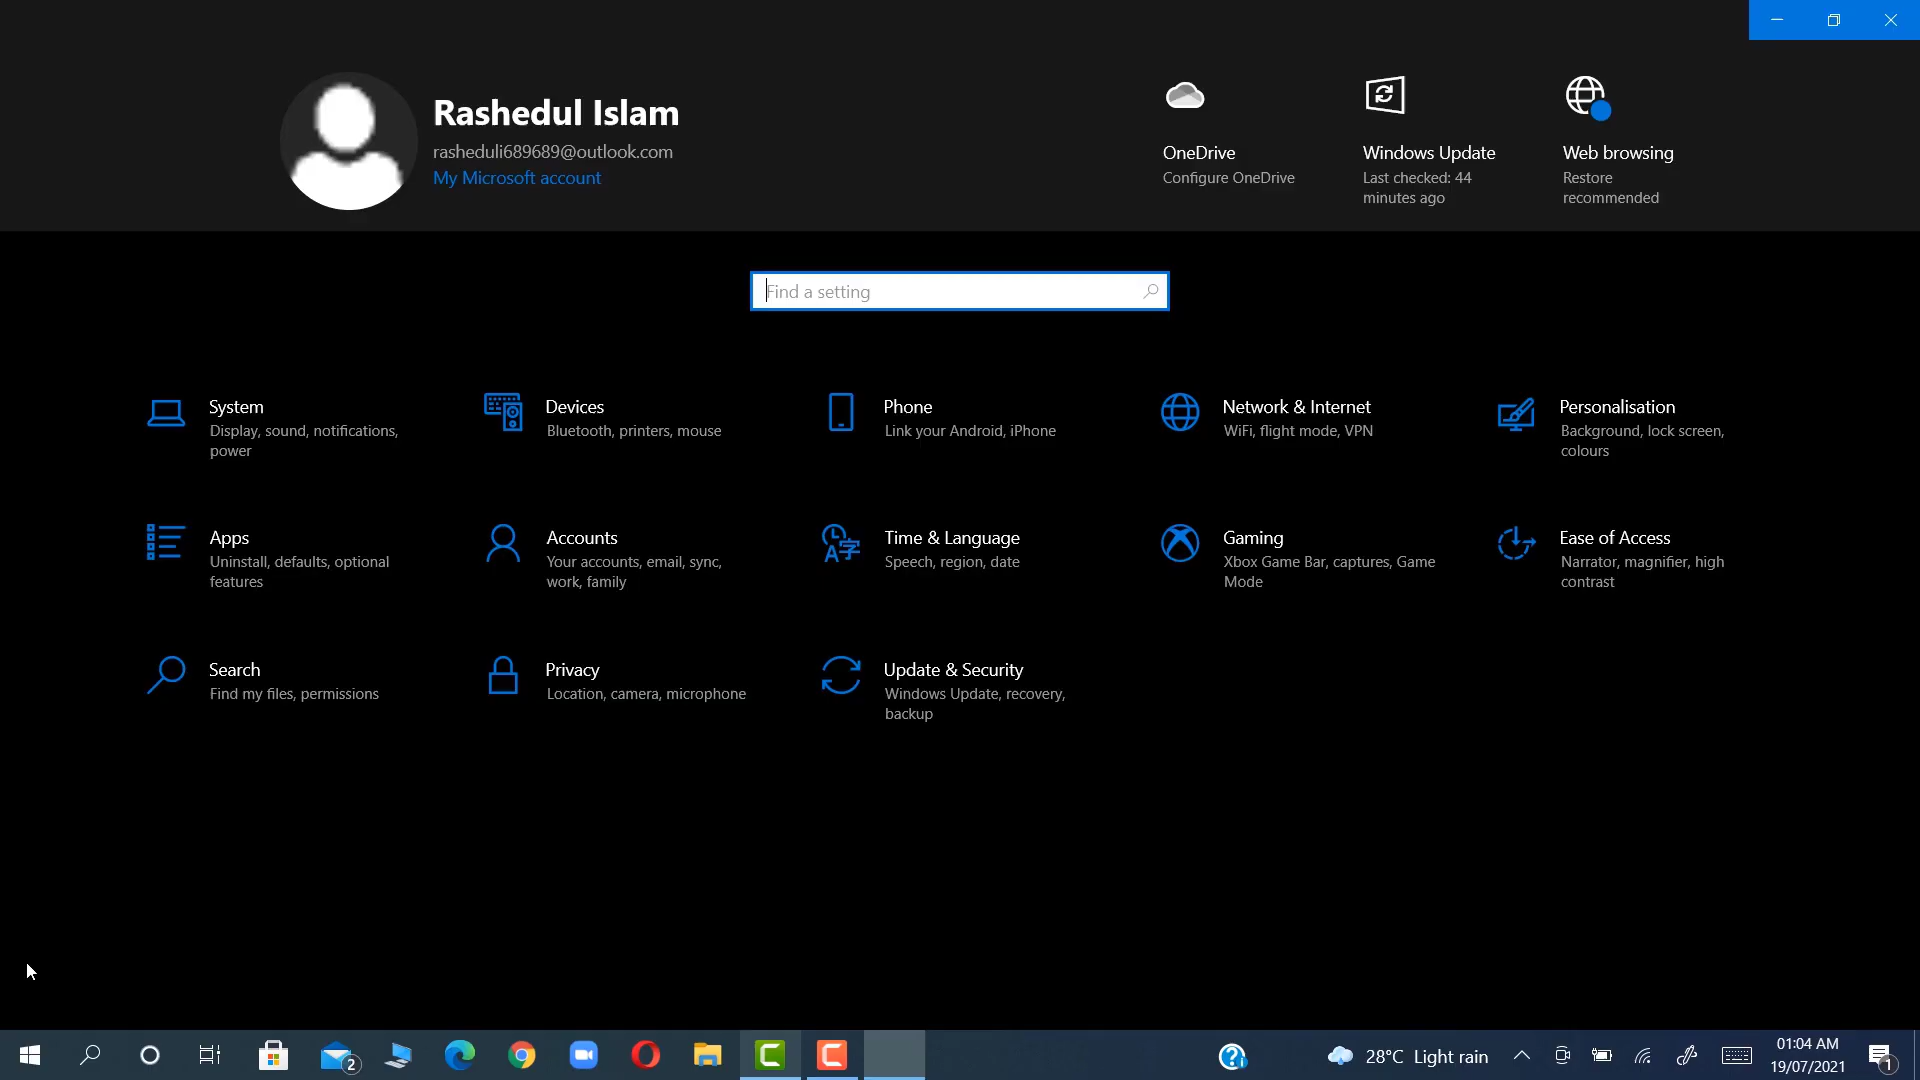 Rashedul Islam
rasheduli689689@outlook.com
My Microsoft account
OneDrive
Configure OneDrive
Windows Update
Last checked: 44
minutes ago
Web browsing
Restore
recommended
Find a setting
System
Display, sound, notifications,
power
Devices
Bluetooth, printers, mouse
Phone
Link your Android, iPhone
Network & Internet
WiFi, flight mode, VPN
Personalisation
Background, lock screen,
colours
Apps
Uninstall, defaults, optional
features
Accounts
Your accounts, email, sync,
work, family
Time & Language
Speech, region, date
Gaming
Xbox Game Bar, captures, Game
Mode
Ease of Access
Narrator, magnifier, high
contrast
Search
Find my files, permissions
Privacy
Location, camera, microphone
Update & Security
Windows Update, recovery,
backup
2
28°C Light rain
01:04 AM
19/07/2021
1